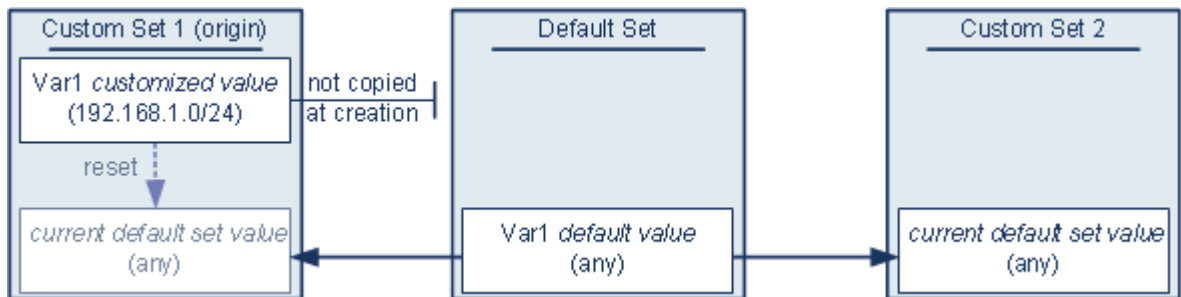 Custom Set 1 (origin)
Var1 customized value
(192.168.1.0/24)
reset
current default set value
(any)
not copied
at creation
Default Set
Var1 default value
(any)
Custom Set 2
current default set value
(any)